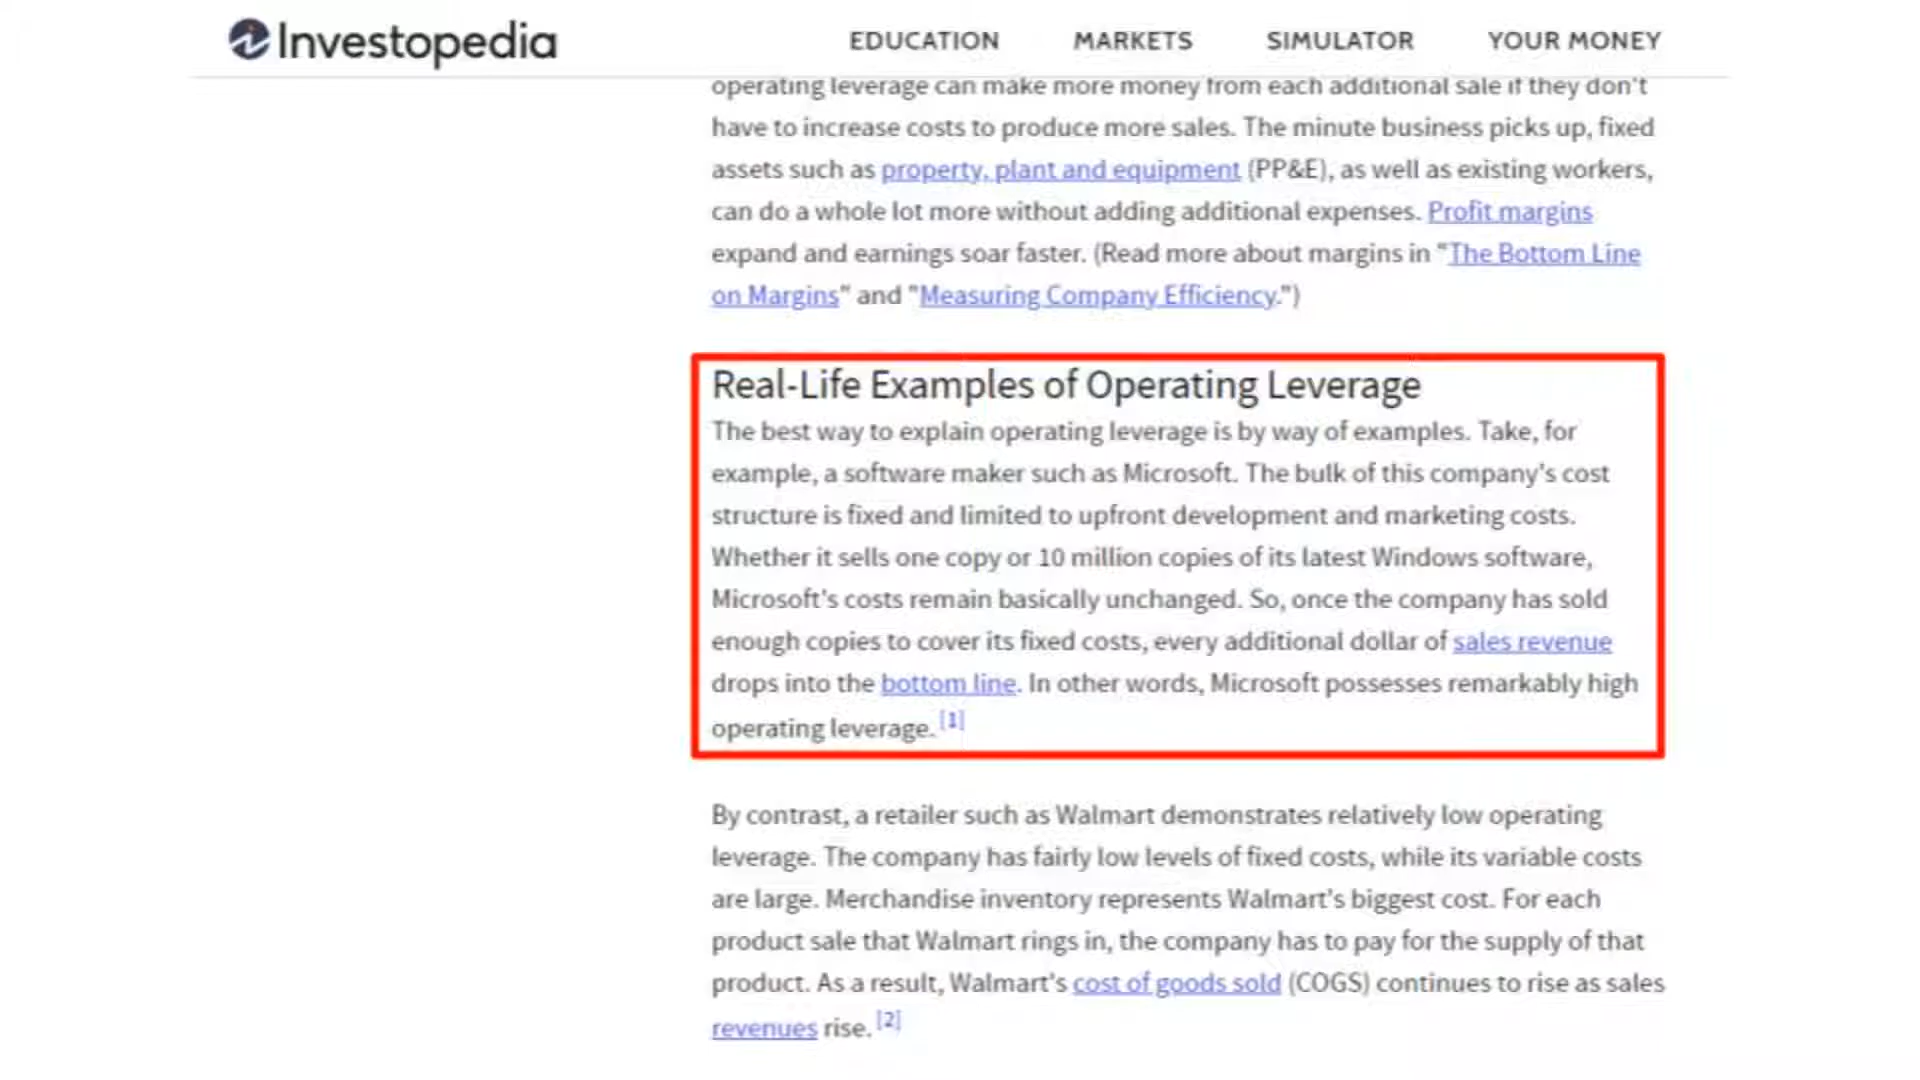 Investopedia
EDUCATION MARKETS SIMULATOR YOUR MONEY
operating leverage can make more money from each additional sale if they don't
have to increase costs to produce more sales. The minute business picks up, fixed
assets such as property, plant and equipment (PP&E), as well as existing workers,
can do a whole lot more without adding additional expenses. Profit margins
expand and earnings soar faster. (Read more about margins in "The Bottom Line
on Margins" and "Measuring Company Efficiency.")
Real-Life Examples of Operating Leverage
The best way to explain operating leverage is by way of examples. Take, for
example, a software maker such as Microsoft. The bulk of this company's cost
structure is fixed and limited to upfront development and marketing costs.
Whether it sells one copy or 10 million copies of its latest Windows software,
Microsoft's costs remain basically unchanged. So, once the company has sold
enough copies to cover its fixed costs, every additional dollar of sales revenue
drops into the bottom line. In other words, Microsoft possesses remarkably high
operating leverage. [1]
By contrast, a retailer such as Walmart demonstrates relatively low operating
leverage. The company has fairly low levels of fixed costs, while its variable costs
are large. Merchandise inventory represents Walmart's biggest cost. For each
product sale that Walmart rings in, the company has to pay for the supply of that
product. As a result, Walmart's cost of goods sold (COGS) continues to rise as sales
revenues rise. [2]